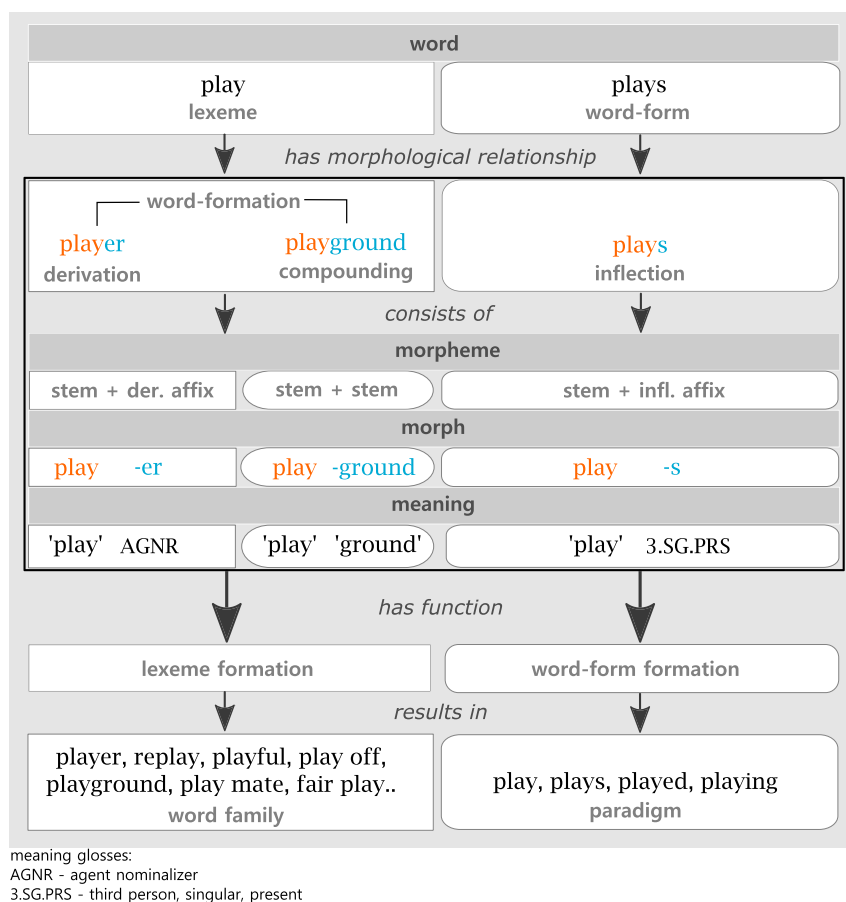 word
play plays
lexeme word-form
has morphological relationship
word-formation
player playground plays
derivation compounding inflection
consists of
morpheme
stem + der. affix stem + stem stem + infl. affix
morph
play -er play -ground play -s
meaning
'play' AGNR 'play' 'ground' 'play' 3.SG.PRS
has function
lexeme formation word-form formation
results in
player, replay, playful, play off,
playground, play mate, fair play..
word family
play, plays, played, playing
paradigm
meaning glosses:
AGNR - agent nominalizer
3.SG.PRS - third person, singular, present